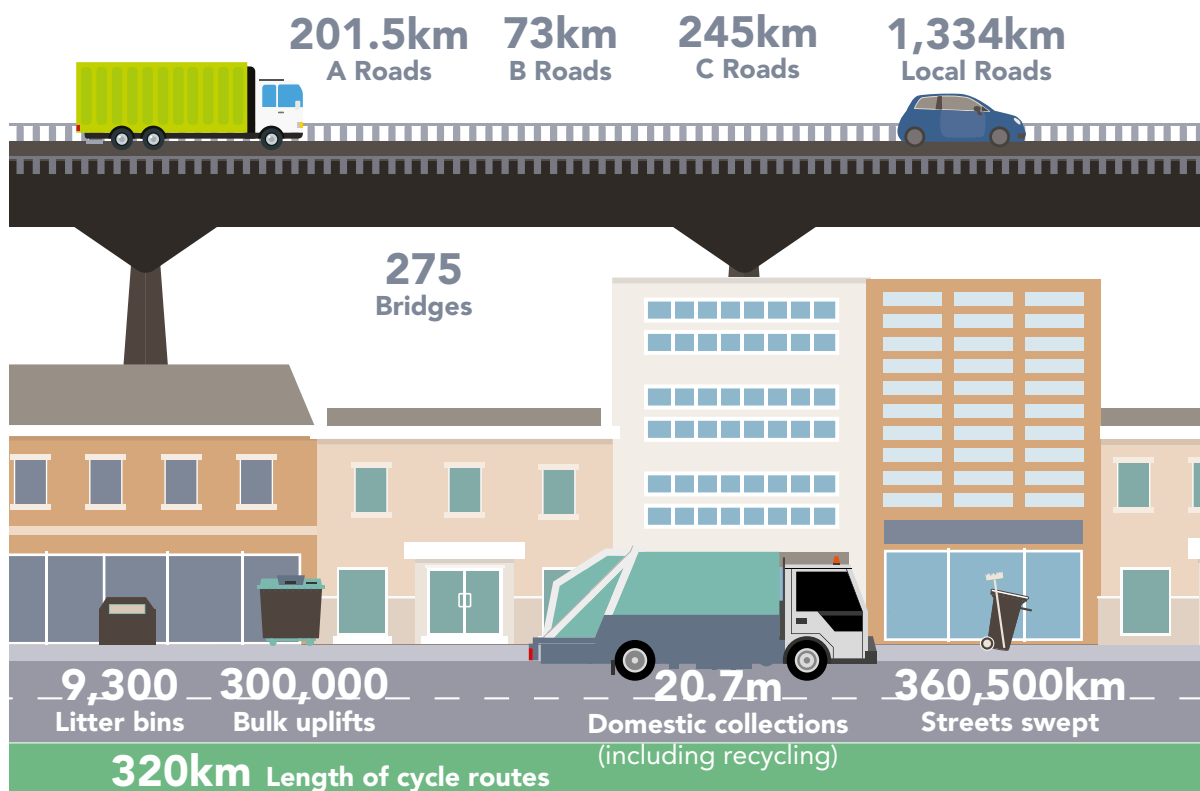 201.5km
A Roads
73km
B Roads
245km
C Roads
1,334km
Local Roads
275
Bridges
9,300
Litter bins
300,000
Bulk uplifts
20.7m
Domestic collections
(including recycling)
360,500km
Streets swept
320km Length of cycle routes